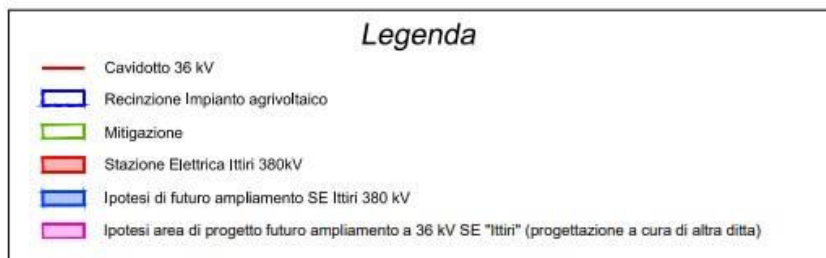 Legenda
Cavidotto 36 kV
Recinzione Impianto agrivoltaico
Mitigazione
Stazione Elettrica Ittiri 380kV
Ipotesi di futuro ampliamento SE Ittiri 380 kV
Ipotesi area di progetto futuro ampliamento a 36 kV SE "Ittiri" (progettazione a cura di altra ditta)